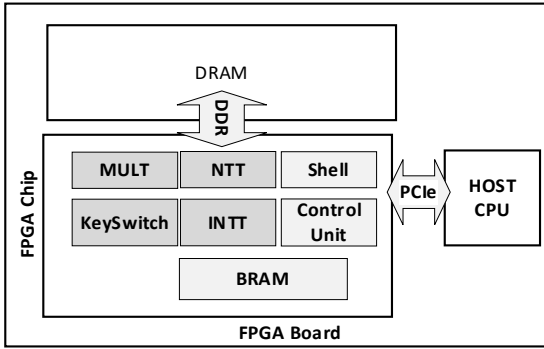 DRAM
DDR
FPGA Chip
MULT
NTT
Shell
KeySwitch
INTT
Control
Unit
BRAM
PCIe
HOST
CPU
FPGA Board